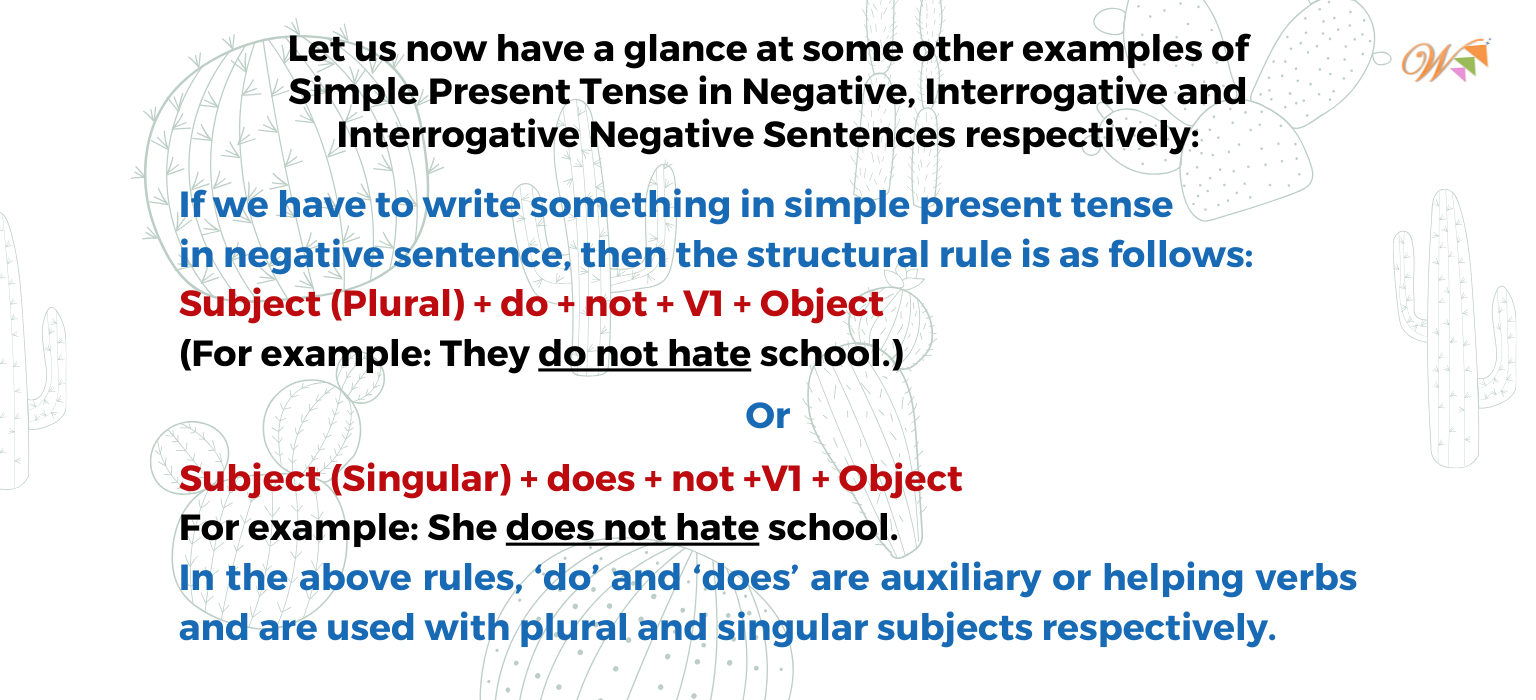 Let us now have a glance at some other examples of
Simple Present Tense in Negative, Interrogative and
Interrogative Negative Sentences respectively:
W
If we have to write something in simple present tense
in negative sentence, then the structural rule is as follows:
Subject (Plural) + do + not + V1 + Object
(For example: They do not hate school.)
Or
Subject (Singular) + does + not +V1 + Object
For example: She does not hate school.
In the above rules, ‘do’ and ‘does’ are auxiliary or helping verbs
and are used with plural and singular subjects respectively.